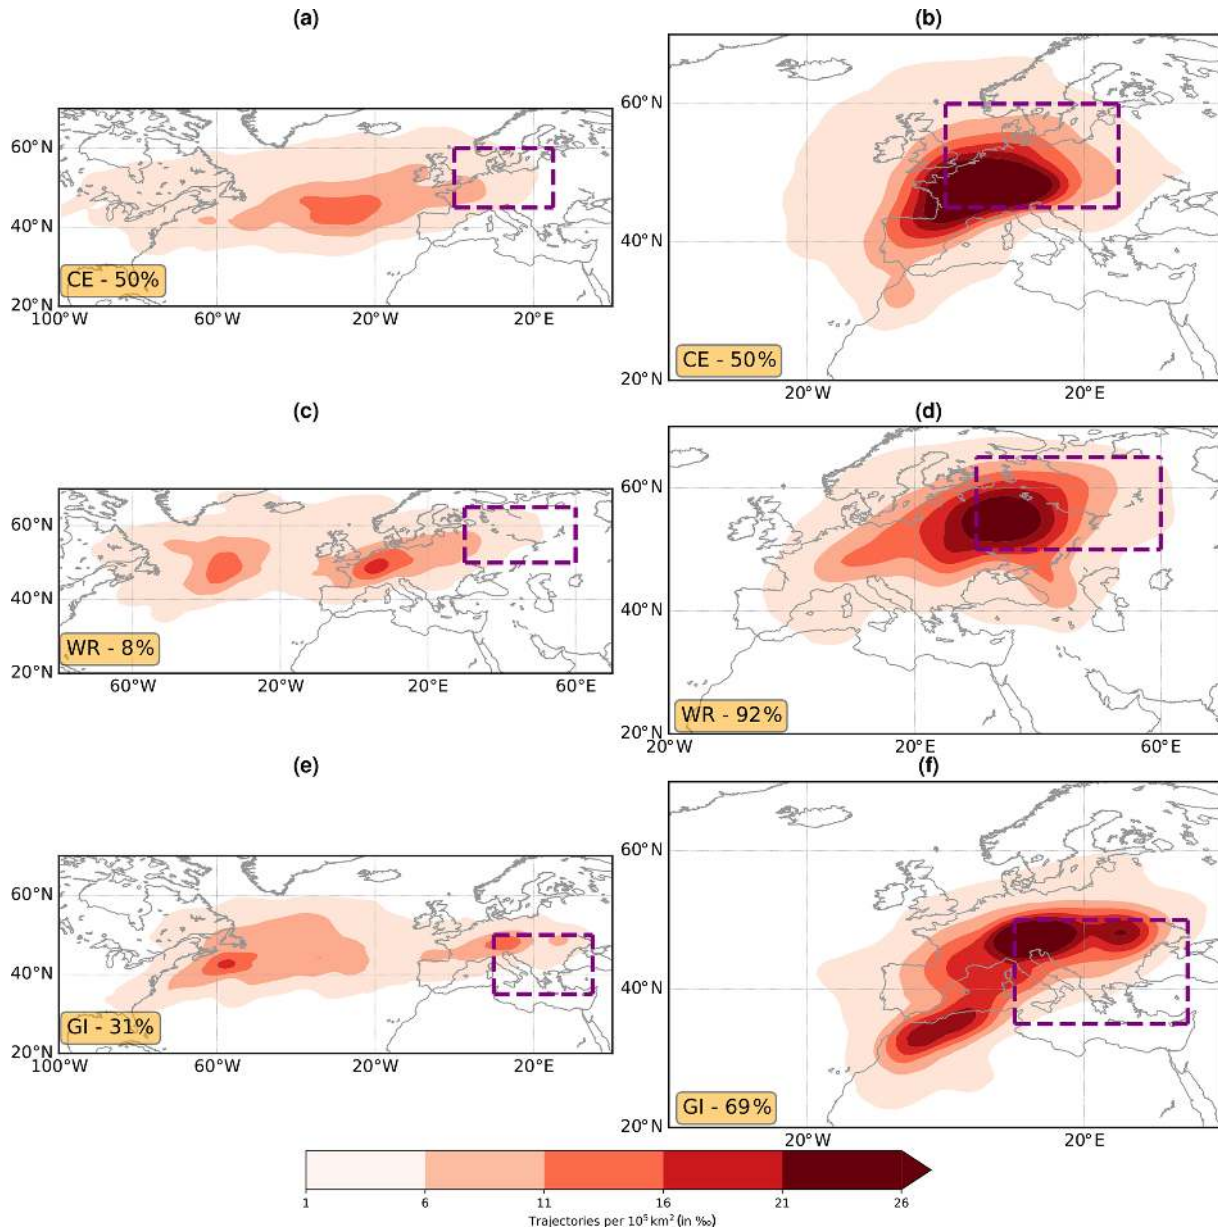 (a)
60°N
40°N
20°N
100°W
60°W
20°W
20°E
CE - 50%
(b)
60°N
40°N
20°N
20°W
20°E
CE - 50%
(c)
60°N
40°N
20°N
60°W
20°W
20°E
60°E
WR - 8%
(d)
60°N
40°N
20°N
20°W
20°E
60°E
WR - 92%
(e)
60°N
40°N
20°N
100°W
60°W
20°W
20°E
GI - 31%
(f)
60°N
40°N
20°N
20°W
20°E
GI - 69%
1 6 11 16 21 26
Trajectories per 10⁵ km² (in ‰)